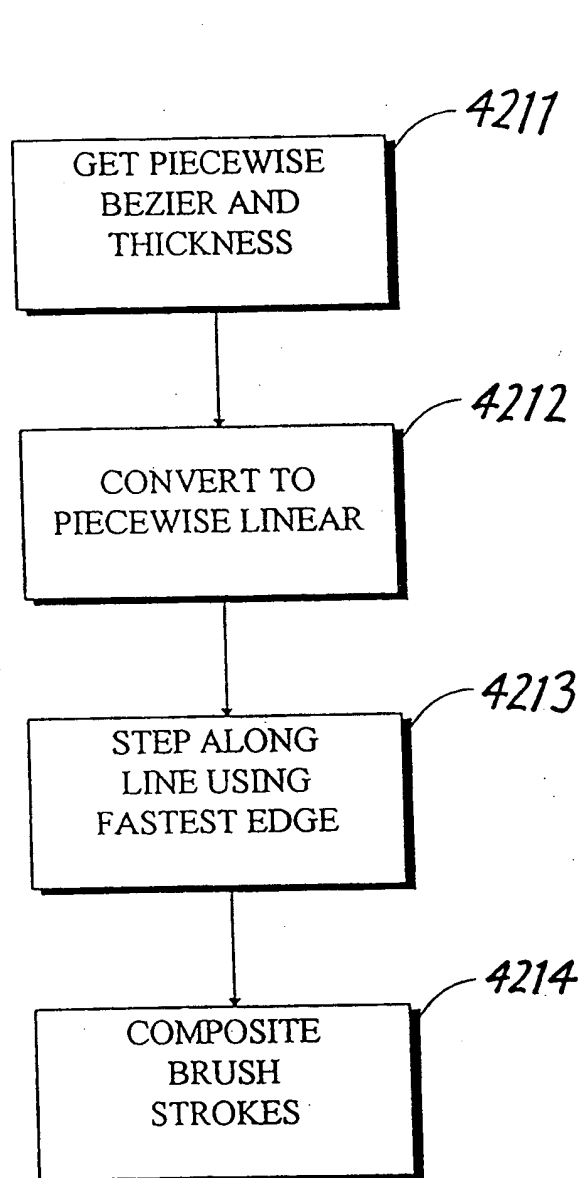 4211
GET PIECEWISE
BEZIER AND
THICKNESS
4212
CONVERT TO
PIECEWISE LINEAR
4213
STEP ALONG
LINE USING
FASTEST EDGE
4214
COMPOSITE
BRUSH
STROKES